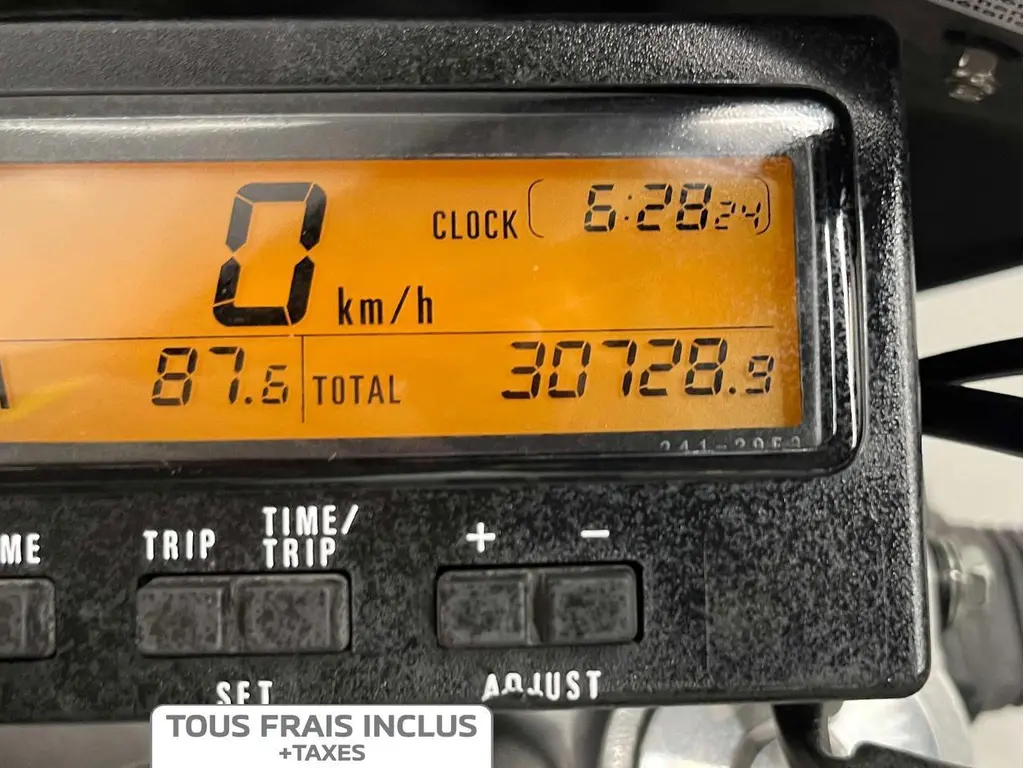 CLOCK 6:28 24
0 km/h
87.6 TOTAL 30728.9
ME TRIP TIME/
TRIP + −
SET ADJUST
TOUS FRAIS INCLUS
+TAXES